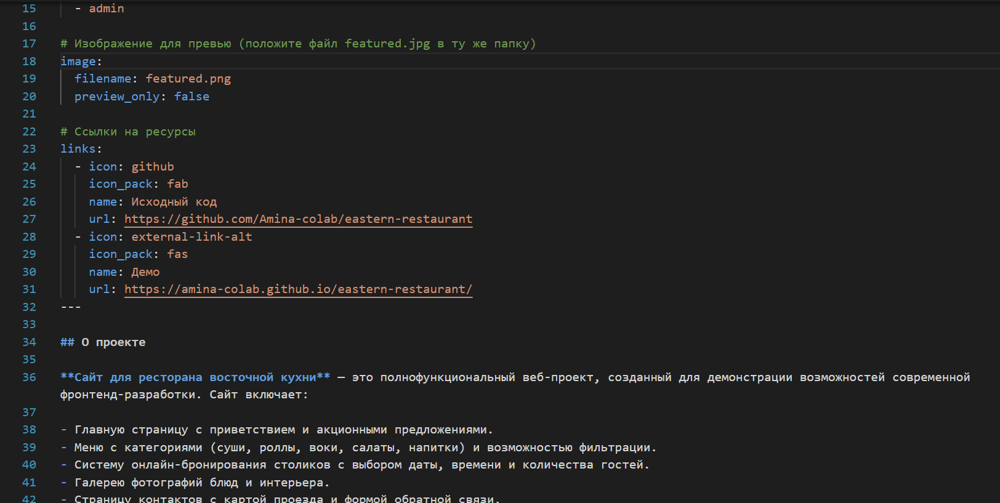 15 - admin
16
17 # Изображение для превью (положите файл featured.jpg в ту же папку)
18 image:
19 filename: featured.png
20 preview_only: false
21
22 # Ссылки на ресурсы
23 links:
24 - icon: github
25 icon_pack: fab
26 name: Исходный код
27 url: https://github.com/Amina-colab/eastern-restaurant
28 - icon: external-link-alt
29 icon_pack: fas
30 name: Демо
31 url: https://amina-colab.github.io/eastern-restaurant/
32 ---
33
34 ## О проекте
35
36 **Сайт для ресторана восточной кухни** — это полнофункциональный веб-проект, созданный для демонстрации возможностей современной
фронтенд-разработки. Сайт включает:
37
38 - Главную страницу с приветствием и акционными предложениями.
39 - Меню с категориями (суши, роллы, воки, салаты, напитки) и возможностью фильтрации.
40 - Систему онлайн-бронирования столиков с выбором даты, времени и количества гостей.
41 - Галерею фотографий блюд и интерьера.
42 - Страницу контактов с картой проезда и формой обратной связи.